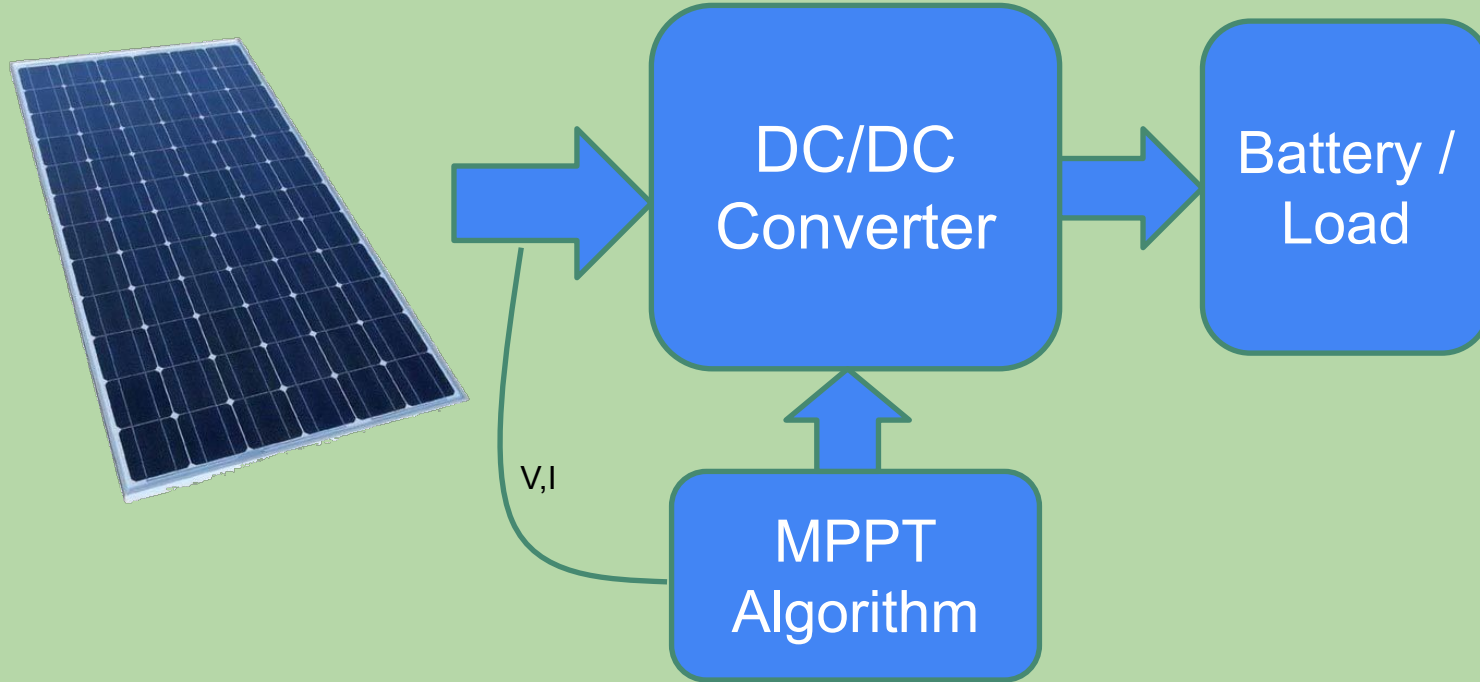 DC/DC
Converter
Battery /
Load
V,I
MPPT
Algorithm